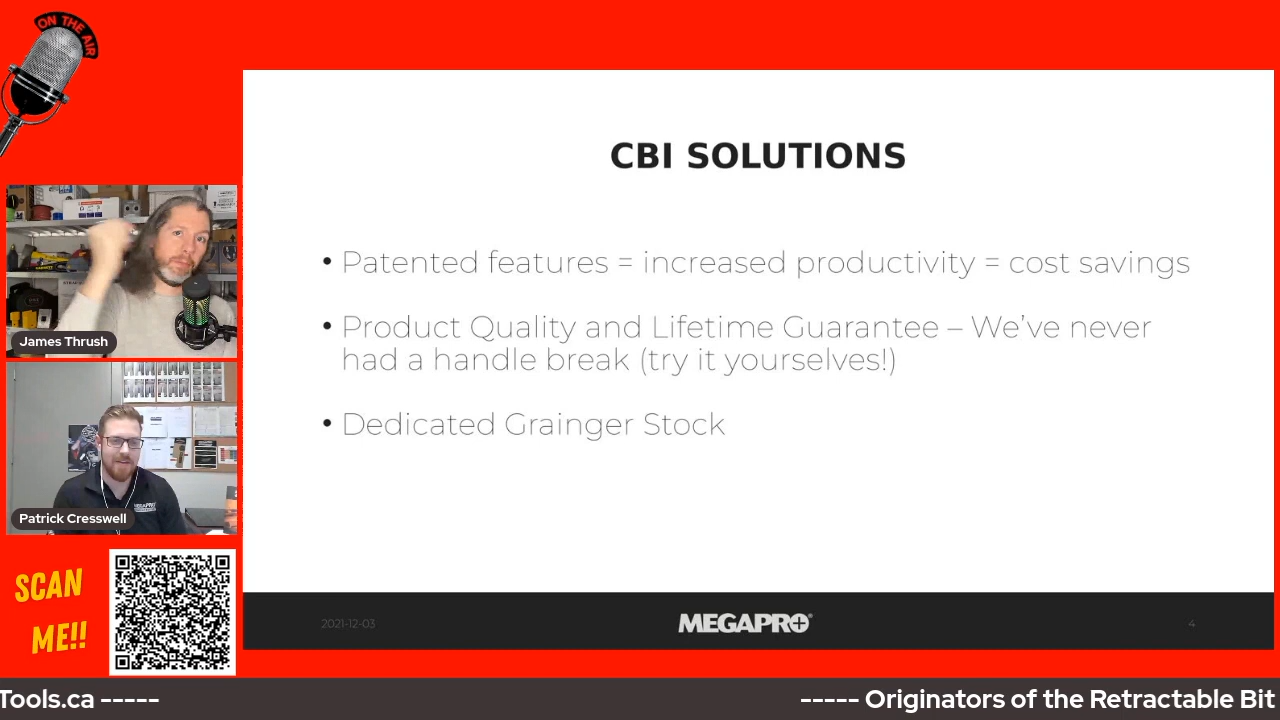 ON THE AIR
CBI SOLUTIONS
• Patented features = increased productivity = cost savings
• Product Quality and Lifetime Guarantee – We’ve never
had a handle break (try it yourselves!)
• Dedicated Grainger Stock
James Thrush
Patrick Cresswell
SCAN
ME!!
2021-12-03
MEGAPRO®
4
Tools.ca ----- ----- Originators of the Retractable Bit